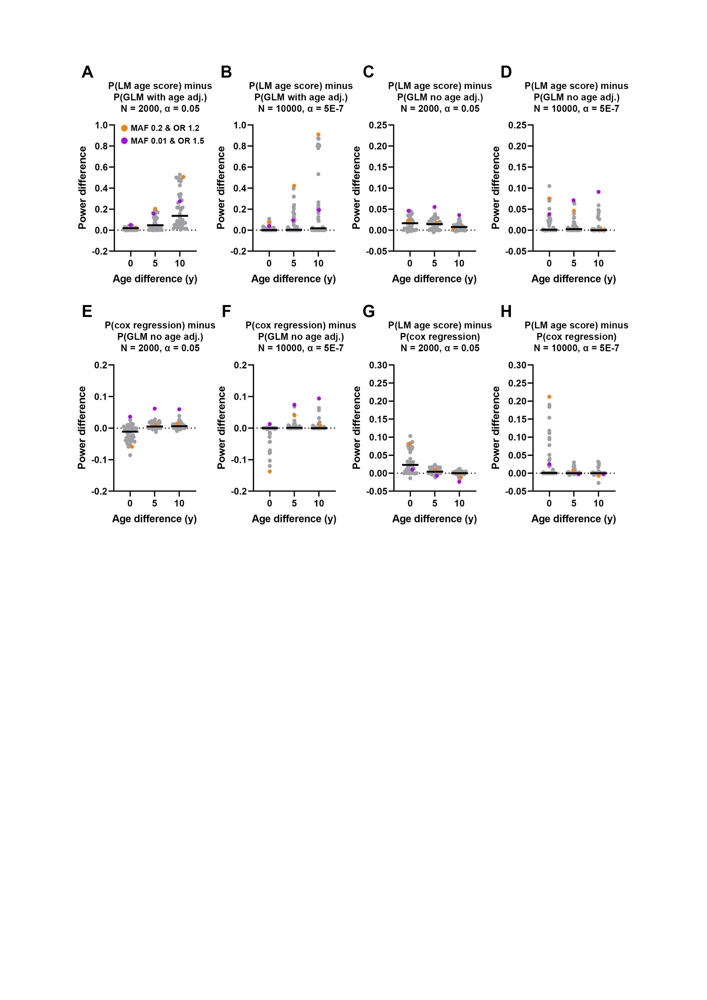 A
P(LM age score) minus
P(GLM with age adj.)
N = 2000, α = 0.05
1.0
0.8
0.6
0.4
0.2
0.0
-0.2
Power difference
MAF 0.2 & OR 1.2
MAF 0.01 & OR 1.5
0 5 10
Age difference (y)
B
P(LM age score) minus
P(GLM with age adj.)
N = 10000, α = 5E-7
1.0
0.8
0.6
0.4
0.2
0.0
-0.2
Power difference
0 5 10
Age difference (y)
C
P(LM age score) minus
P(GLM no age adj.)
N = 2000, α = 0.05
0.25
0.20
0.15
0.10
0.05
0.00
-0.05
Power difference
0 5 10
Age difference (y)
D
P(LM age score) minus
P(GLM no age adj.)
N = 10000, α = 5E-7
0.25
0.20
0.15
0.10
0.05
0.00
-0.05
Power difference
0 5 10
Age difference (y)
E
P(cox regression) minus
P(GLM no age adj.)
N = 2000, α = 0.05
0.2
0.1
0.0
-0.1
-0.2
Power difference
0 5 10
Age difference (y)
F
P(cox regression) minus
P(GLM no age adj.)
N = 10000, α = 5E-7
0.2
0.1
0.0
-0.1
-0.2
Power difference
0 5 10
Age difference (y)
G
P(LM age score) minus
P(cox regression)
N = 2000, α = 0.05
0.30
0.25
0.20
0.15
0.10
0.05
0.00
-0.05
Power difference
0 5 10
Age difference (y)
H
P(LM age score) minus
P(cox regression)
N = 10000, α = 5E-7
0.30
0.25
0.20
0.15
0.10
0.05
0.00
-0.05
Power difference
0 5 10
Age difference (y)